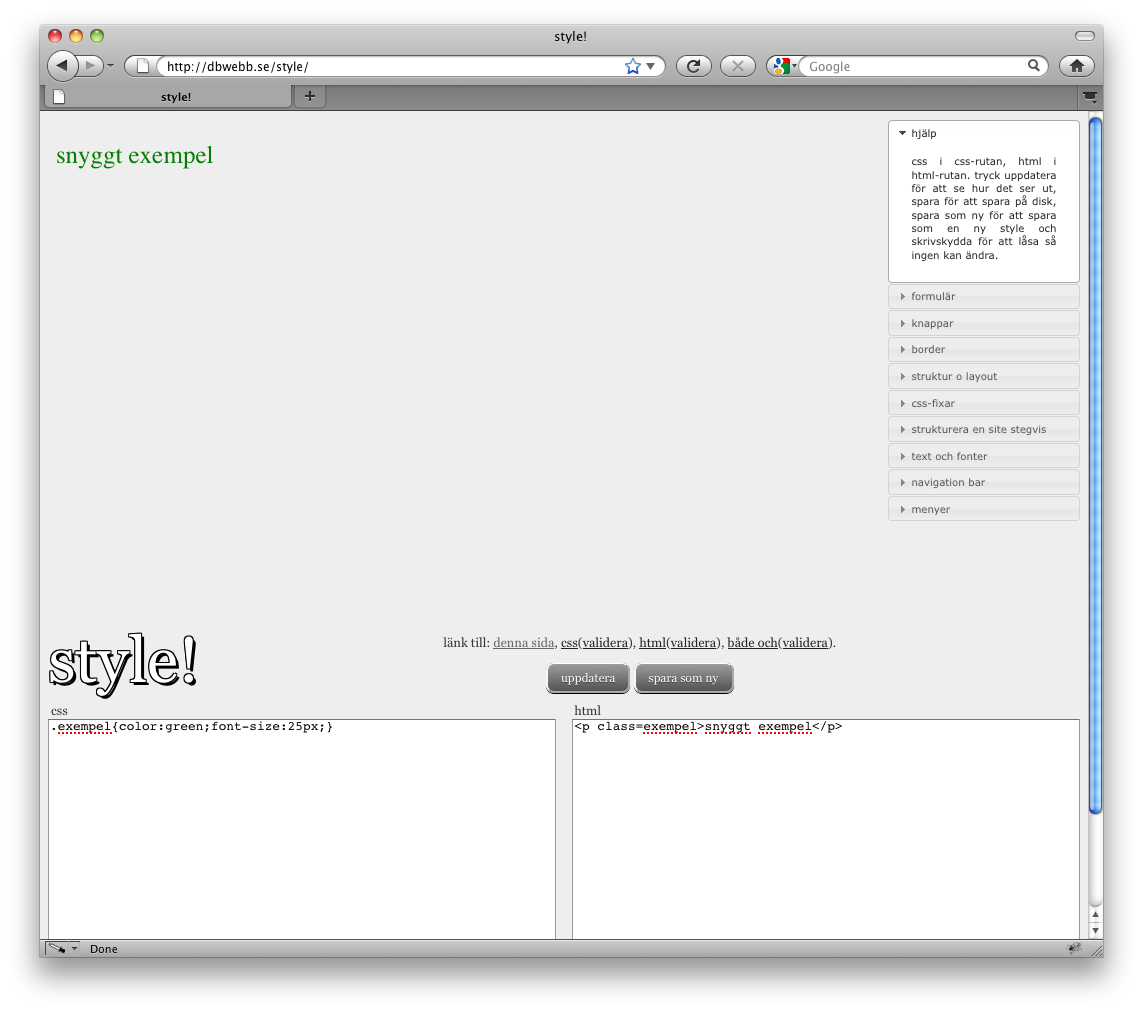 style!
http://dbwebb.se/style/
Google
style!
snyggt exempel
hjälp
css i css-rutan, html i
html-rutan. tryck uppdatera
för att se hur det ser ut,
spara för att spara på disk,
spara som ny för att spara
som en ny style och
skrivskydda för att låsa så
ingen kan ändra.
formulär
knappar
border
struktur o layout
css-fixar
strukturera en site stegvis
text och fonter
navigation bar
menyer
style!
länk till: denna sida, css(validera), html(validera), både och(validera).
uppdatera
spara som ny
css
.exempel{color:green;font-size:25px;}
html
<p class=exempel>snyggt exempel</p>
Done